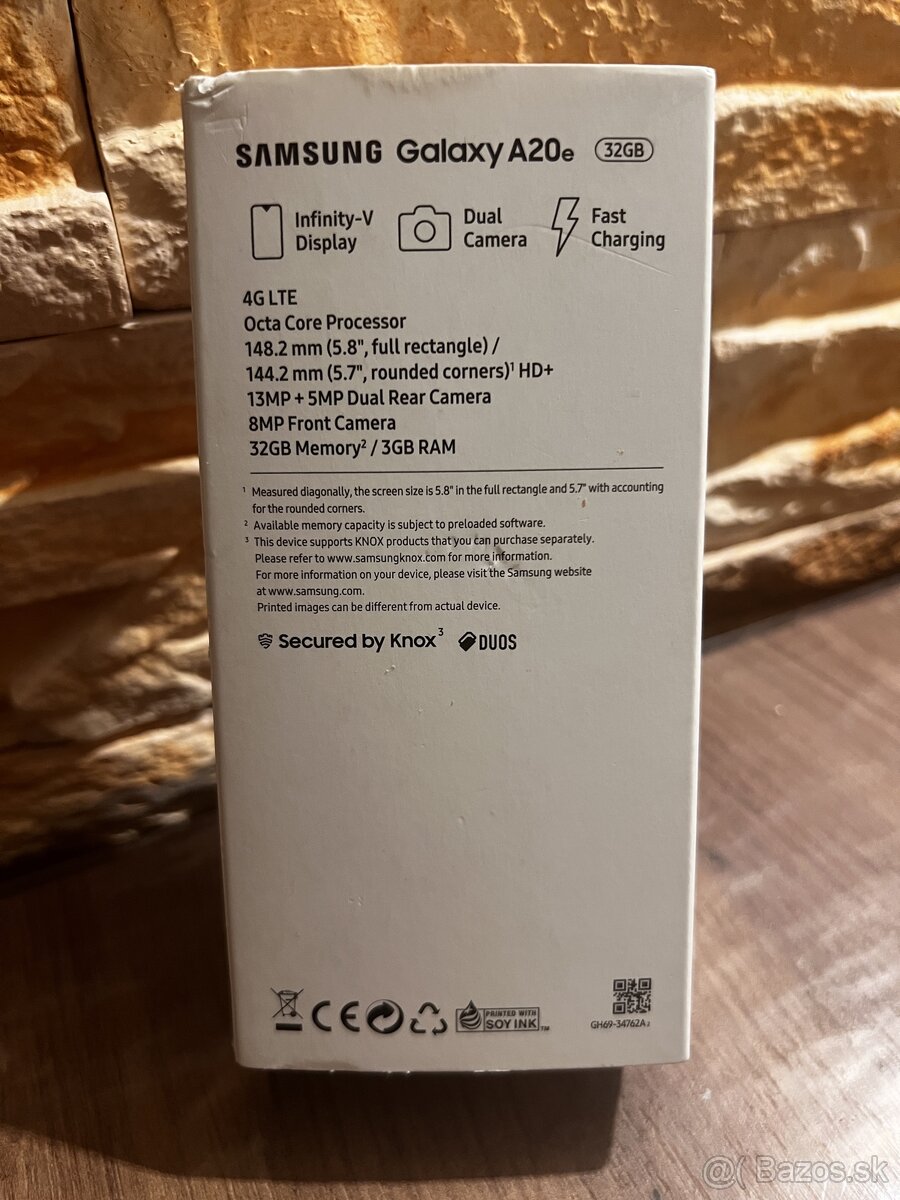 SAMSUNG Galaxy A20e 32GB
Infinity-V Display
Dual Camera
Fast Charging
4G LTE
Octa Core Processor
148.2 mm (5.8", full rectangle) /
144.2 mm (5.7", rounded corners)¹ HD+
13MP + 5MP Dual Rear Camera
8MP Front Camera
32GB Memory² / 3GB RAM
¹ Measured diagonally, the screen size is 5.8" in the full rectangle and 5.7" with accounting
for the rounded corners.
² Available memory capacity is subject to preloaded software.
³ This device supports KNOX products that you can purchase separately.
Please refer to www.samsungknox.com for more information.
For more information on your device, please visit the Samsung website
at www.samsung.com.
Printed images can be different from actual device.
Secured by Knox³ DUOS
CE
PRINTED WITH
SOY INK™
GH69-34762A
@( Bazos.sk